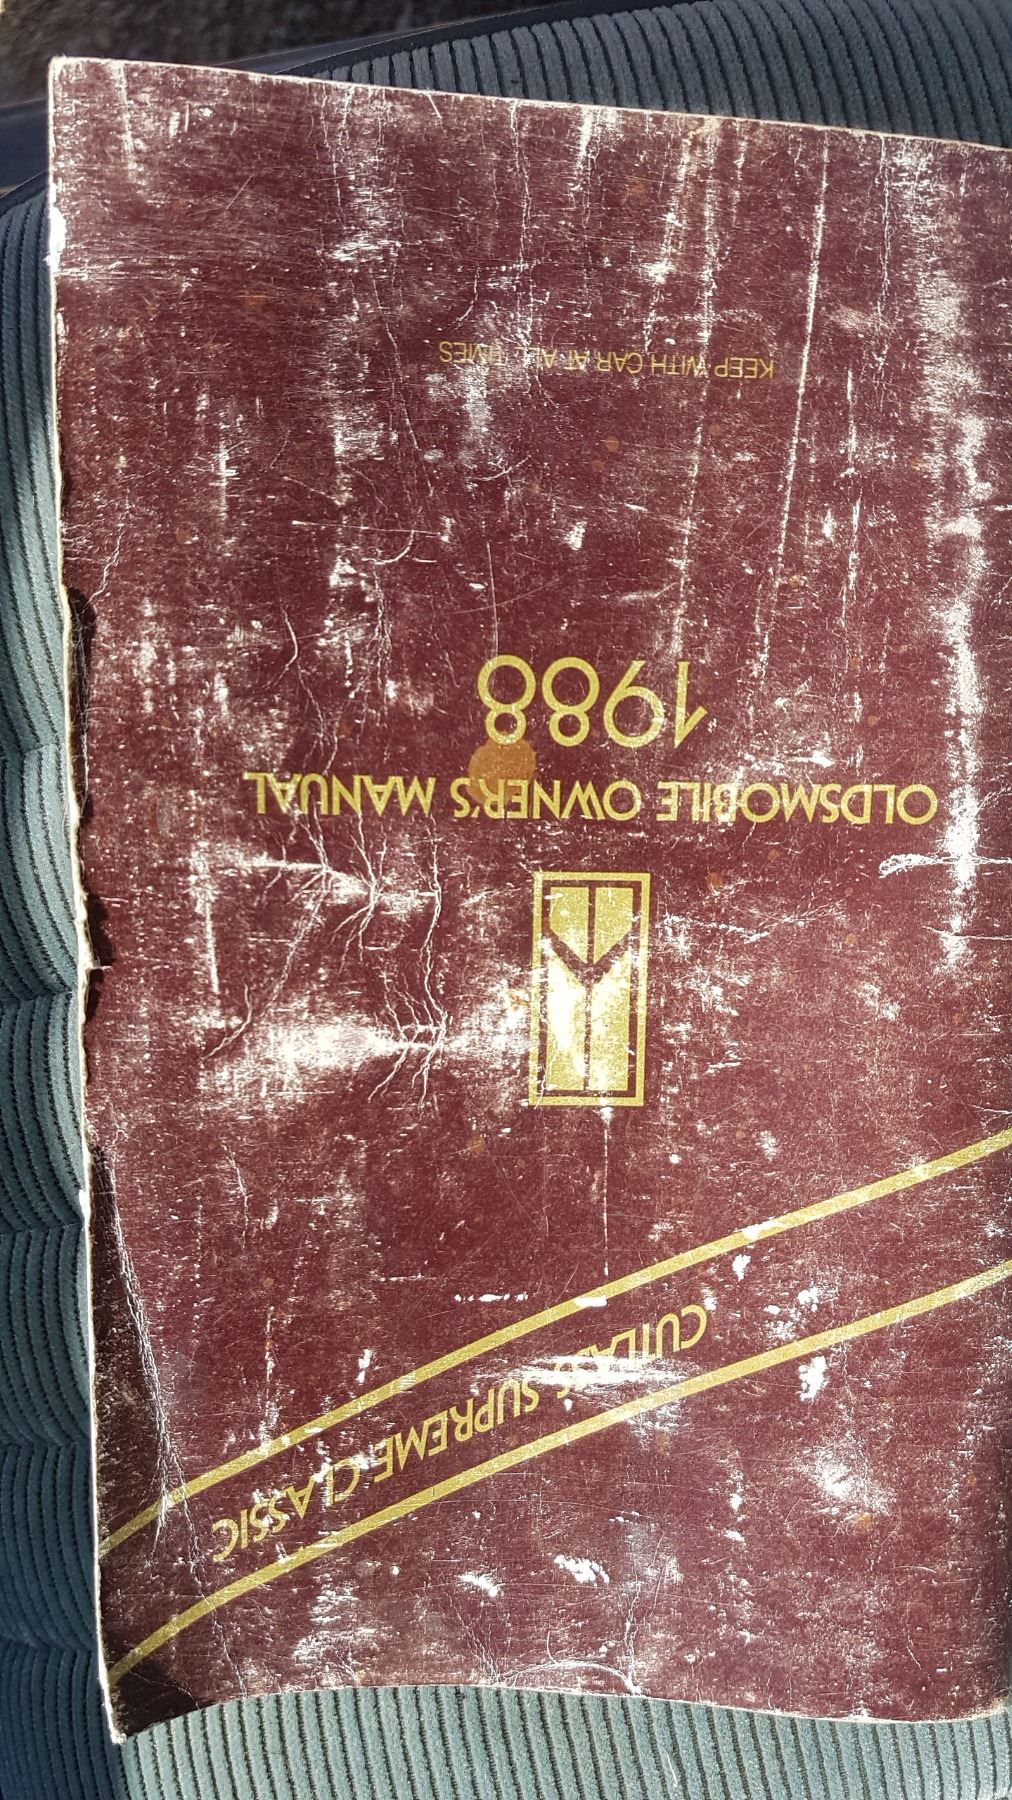 CUTLASS SUPREME CLASSIC
OLDSMOBILE OWNER'S MANUAL
1988
KEEP WITH CAR AT ALL TIMES